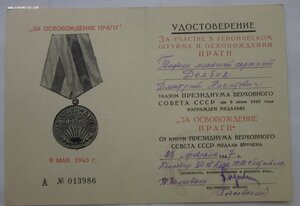 „ЗА ОСВОБОЖДЕНИЕ
ПРАГИ"
9 МАЯ 1945 г.
А № 013986
УДОСТОВЕРЕНИЕ
ЗА УЧАСТИЕ В ГЕРОИЧЕСКОМ
ШТУРМЕ И ОСВОБОЖДЕНИИ
ПРАГИ
Гвардии младший сержант
Долбня
Дмитрий Никитович
УКАЗОМ ПРЕЗИДИУМА ВЕРХОВНОГО
СОВЕТА СССР ОТ 9 ИЮНЯ 1945 ГОДА
НАГРАЖДЕН МЕДАЛЬЮ
„ЗА ОСВОБОЖДЕНИЕ
ПРАГИ"
ОТ ИМЕНИ ПРЕЗИДИУМА ВЕРХОВНОГО
СОВЕТА СССР МЕДАЛЬ ВРУЧЕНА
февраля